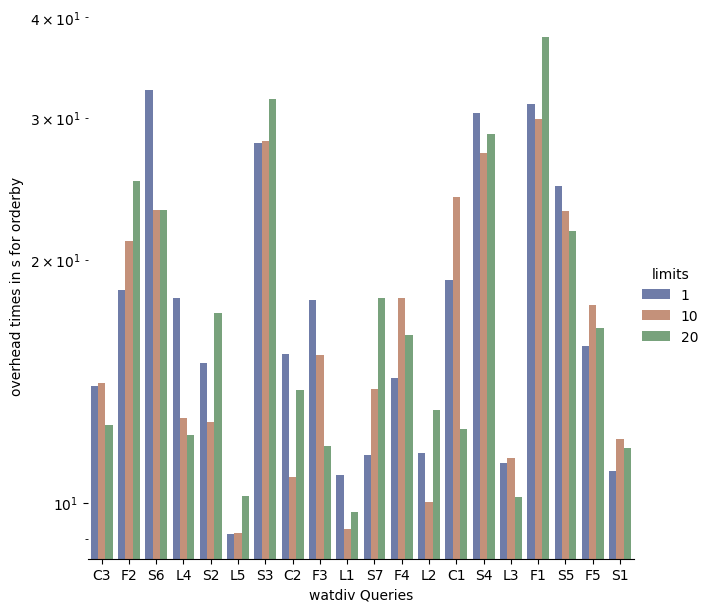 4 × 10¹
3 × 10¹
2 × 10¹
10¹
overhead times in s for orderby
C3 F2 S6 L4 S2 L5 S3 C2 F3 L1 S7 F4 L2 C1 S4 L3 F1 S5 F5 S1
watdiv Queries
limits
1
10
20